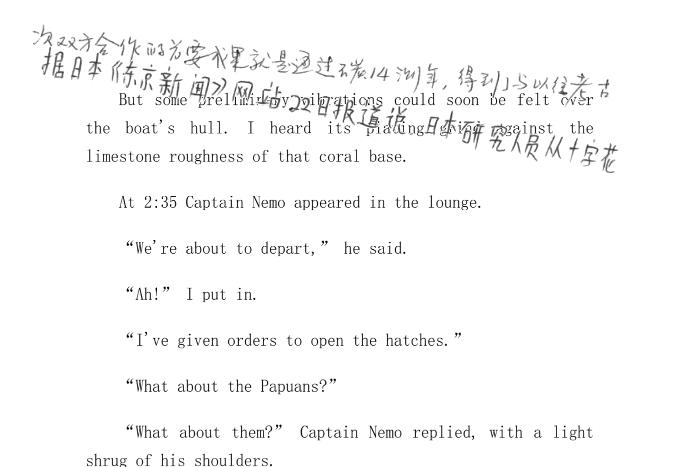 次双方合作的首要成果就是通过碳14测年，得到了与以往考古
据日本《东京新闻》网站22日报道说，日本研究人员从十字花
But some preliminary vibrations could soon be felt over
the boat's hull. I heard its plating grind against the
limestone roughness of that coral base.
At 2:35 Captain Nemo appeared in the lounge.
“We're about to depart,” he said.
“Ah!” I put in.
“I've given orders to open the hatches.”
“What about the Papuans?”
“What about them?” Captain Nemo replied, with a light
shrug of his shoulders.